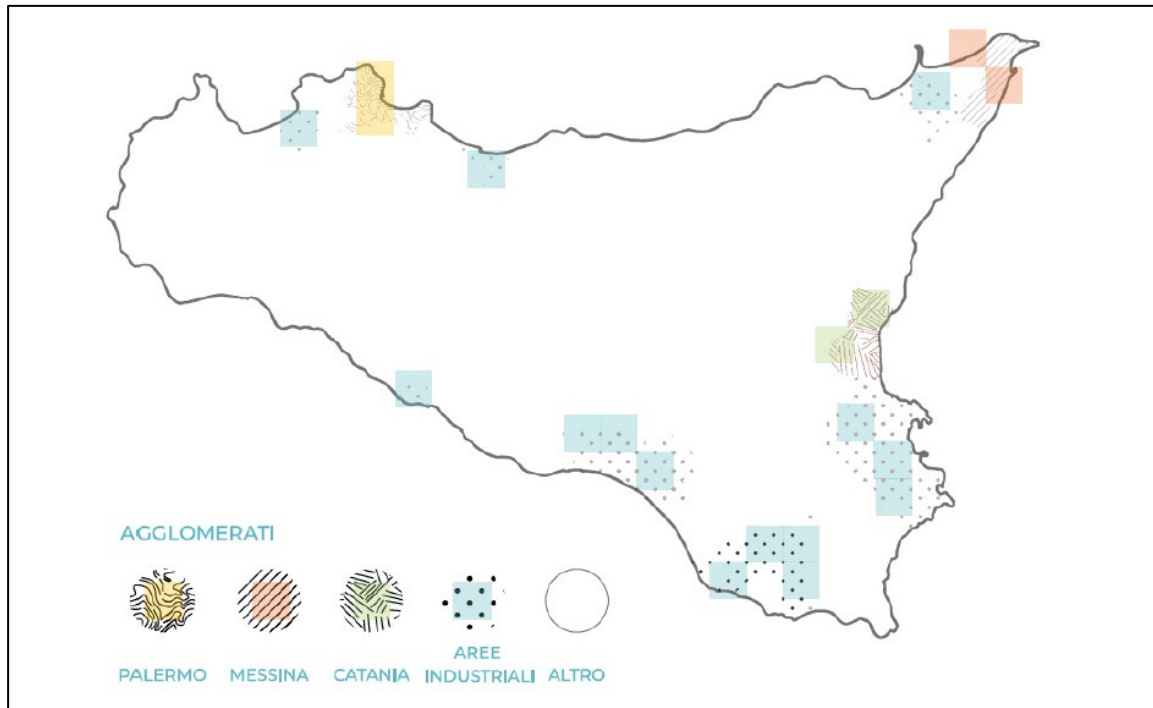 AGGLOMERATI
PALERMO
MESSINA
CATANIA
AREE
INDUSTRIALI
ALTRO